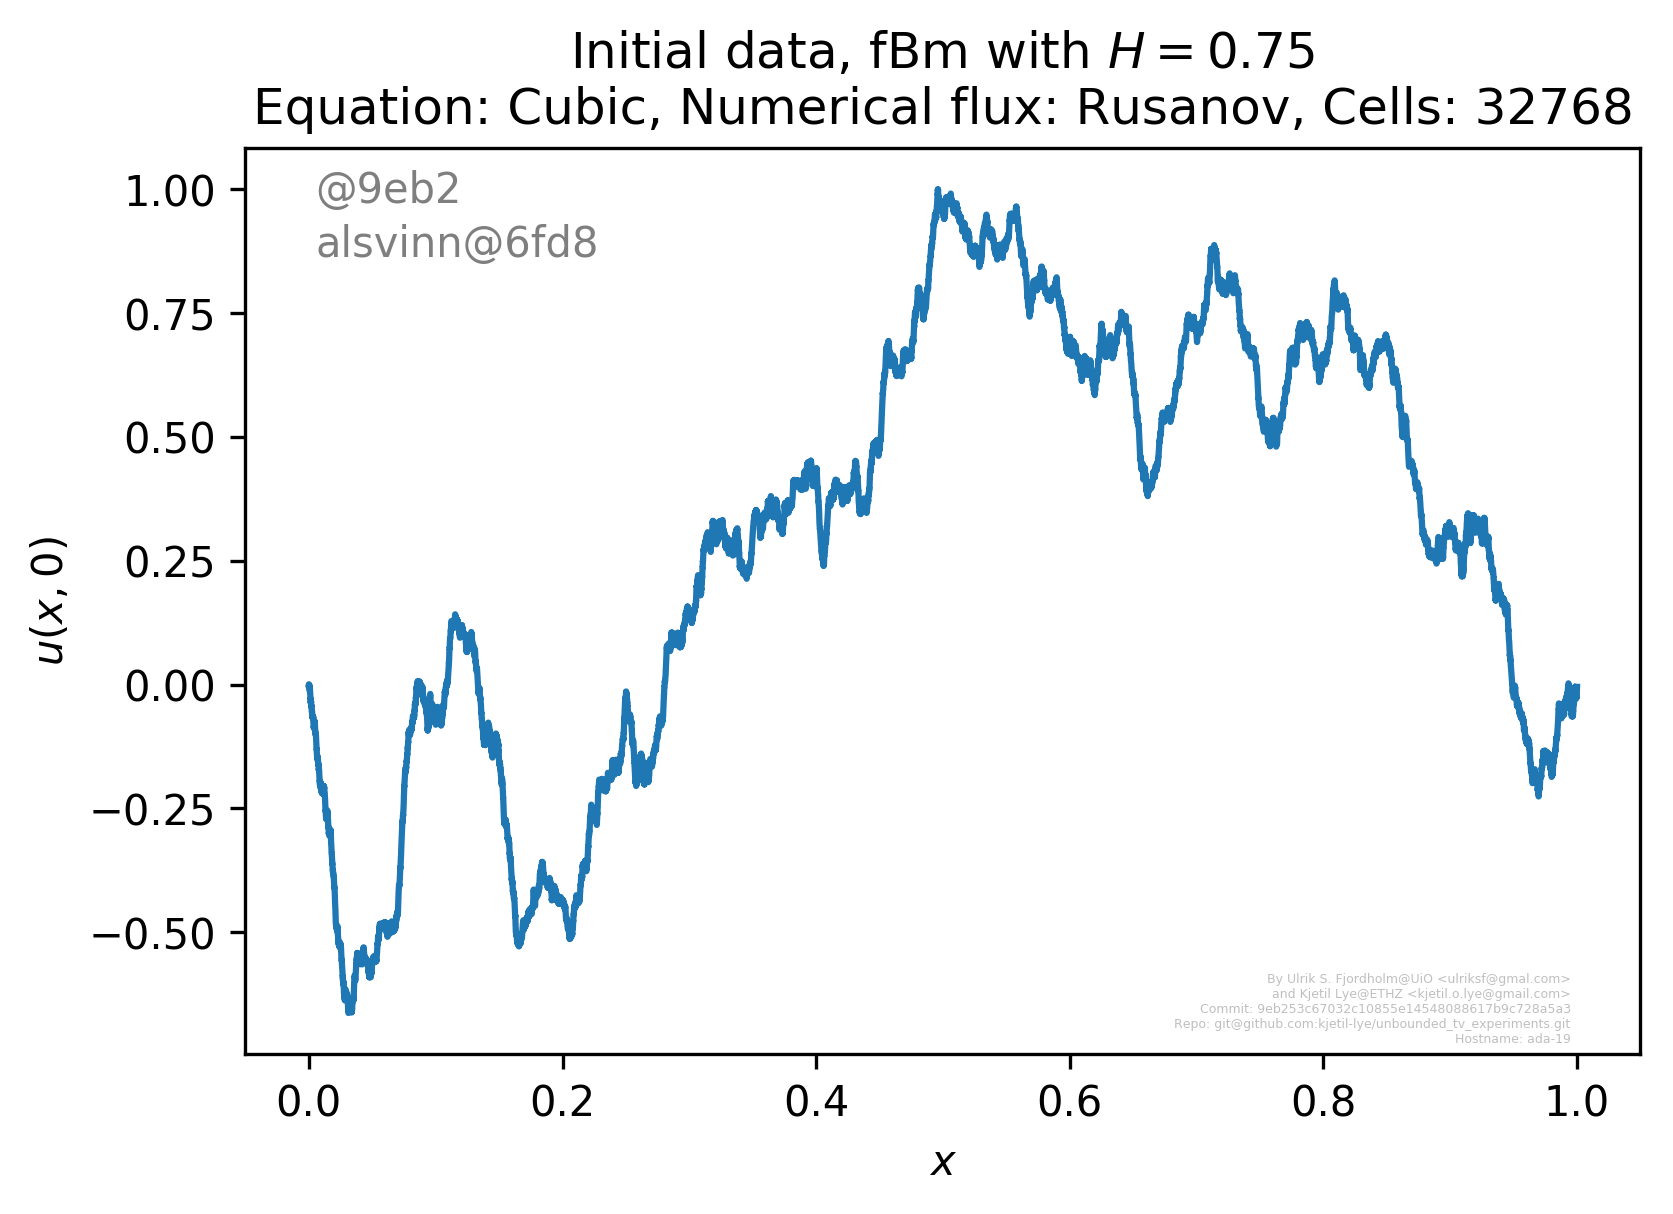 Initial data, fBm with H = 0.75
Equation: Cubic, Numerical flux: Rusanov, Cells: 32768
@9eb2
alsvinn@6fd8
1.00
0.75
0.50
0.25
0.00
−0.25
−0.50
u(x, 0)
By Ulrik S. Fjordholm@UiO <ulriksf@gmal.com>
and Kjetil Lye@ETHZ <kjetil.o.lye@gmail.com>
Commit: 9eb253c67032c10855e14548088617b9c728a5a3
Repo: git@github.com:kjetil-lye/unbounded_tv_experiments.git
Hostname: ada-19
0.0 0.2 0.4 0.6 0.8 1.0
x